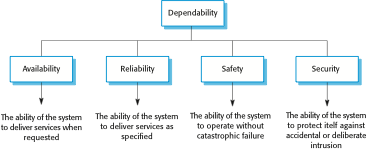 Dependability
Availability
Reliability
Safety
Security
The ability of the system
to deliver services when
requested
The ability of the system
to deliver services as
specified
The ability of the system
to operate without
catastrophic failure
The ability of the system
to protect itelf against
accidental or deliberate
intrusion